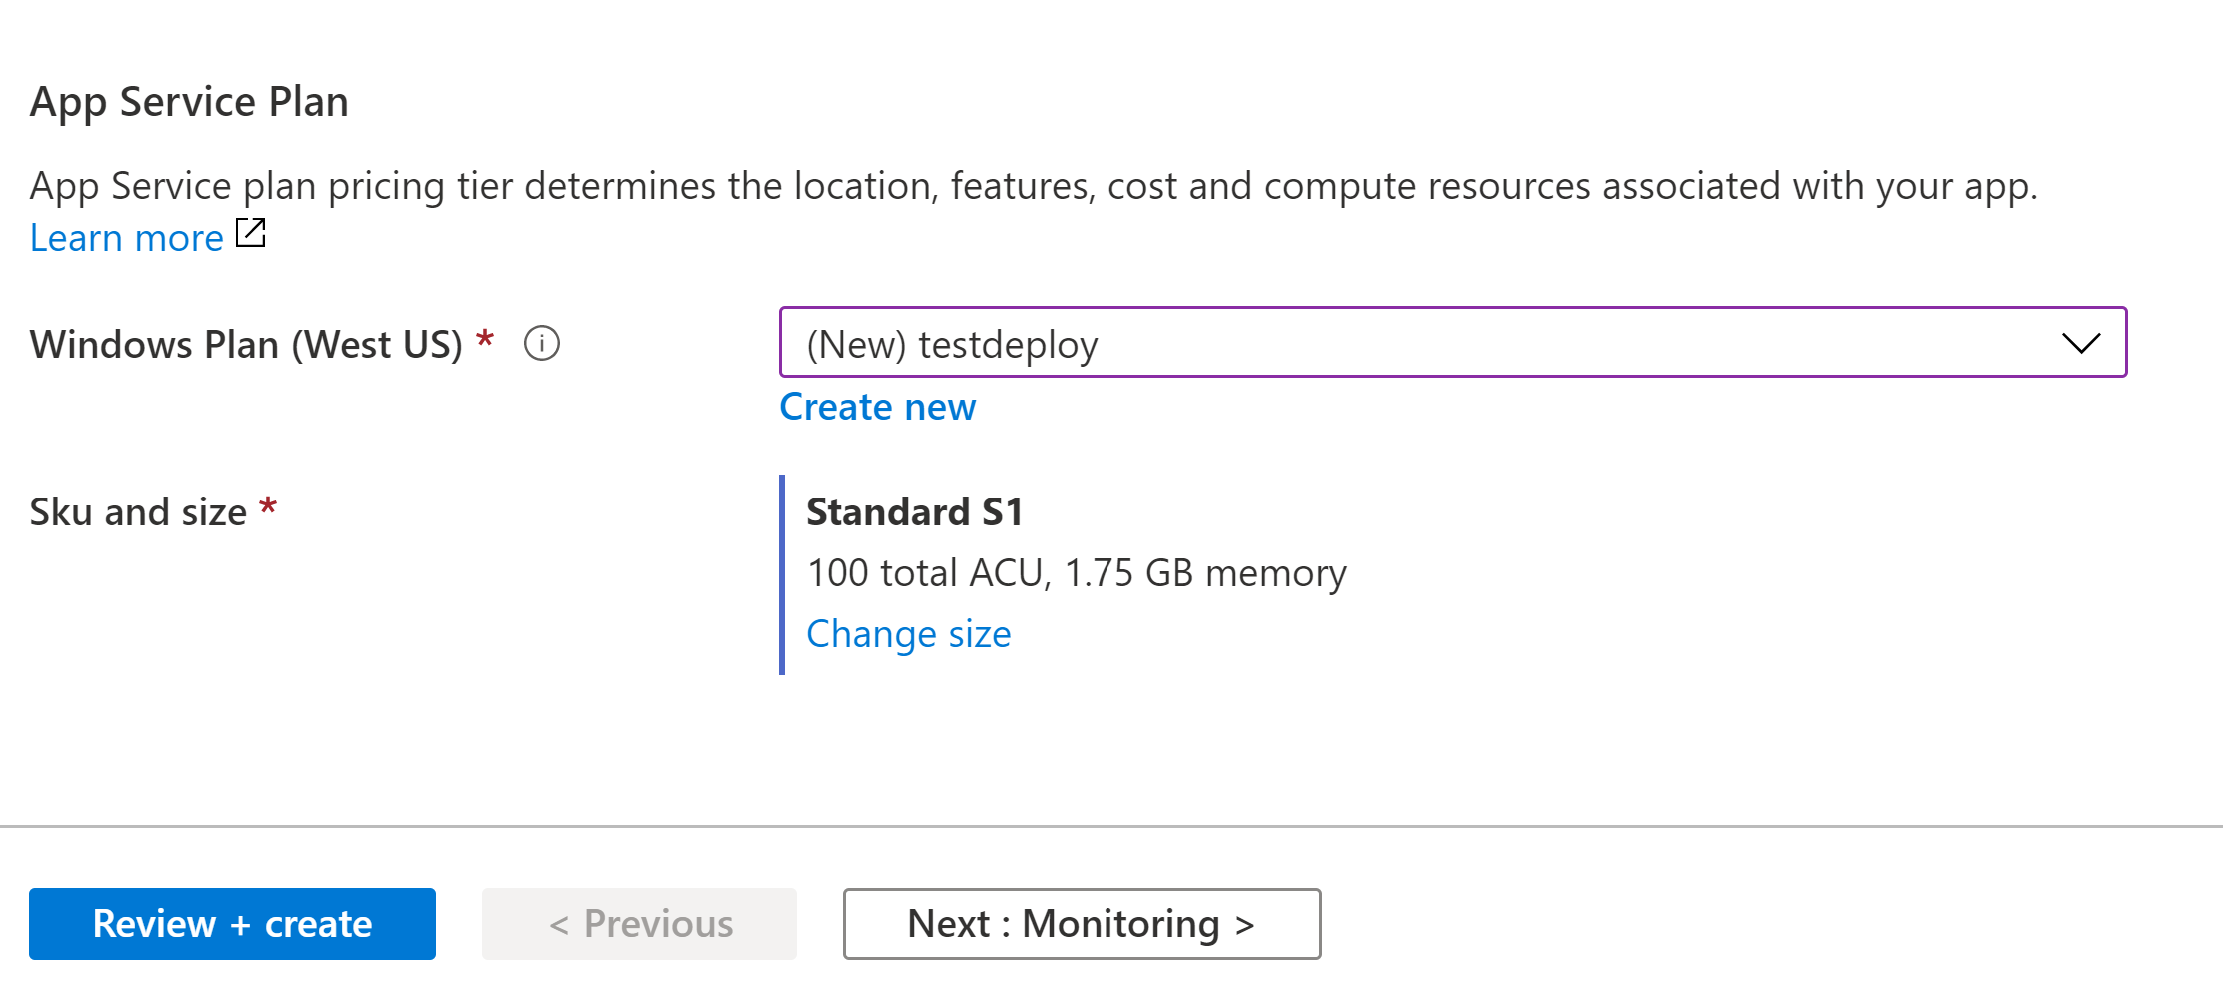 App Service Plan
App Service plan pricing tier determines the location, features, cost and compute resources associated with your app.
Learn more
Windows Plan (West US) *
(New) testdeploy
Create new
Sku and size *
Standard S1
100 total ACU, 1.75 GB memory
Change size
Review + create
< Previous
Next : Monitoring >